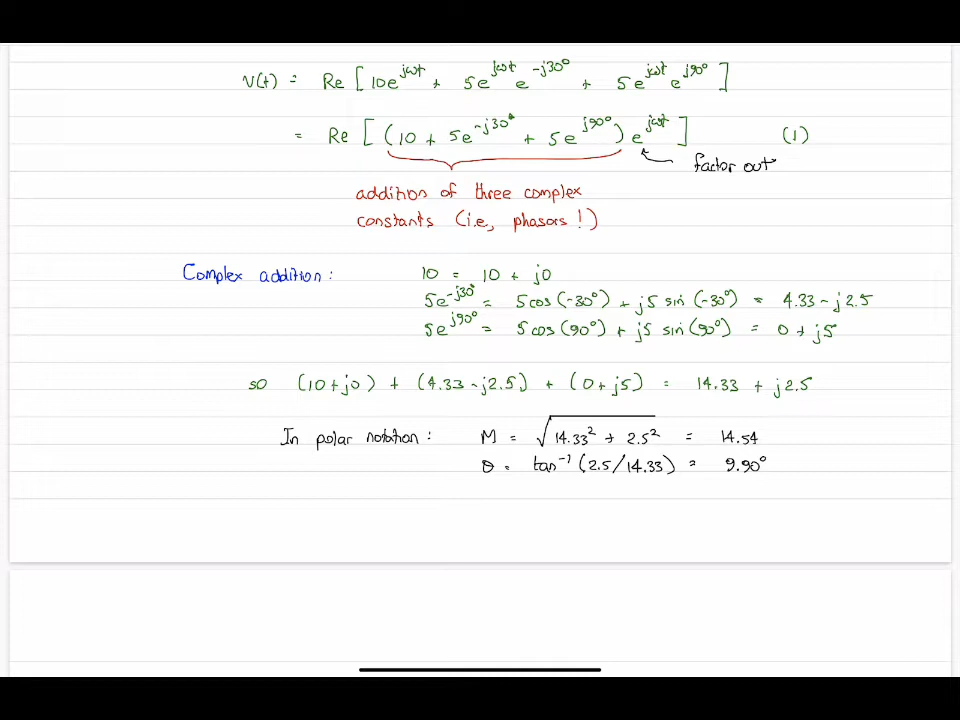 v(t) = Re [ 10e^{jωt} + 5e^{jωt} e^{-j30°} + 5e^{jωt} e^{j90°} ]
= Re [ (10 + 5e^{-j30°} + 5e^{j90°}) e^{jωt} ] (1)
factor out
addition of three complex
constants (i.e, phasors !)
Complex addition : 10 = 10 + j0
5e^{-j30°} = 5cos(-30°) + j5 sin(-30°) = 4.33 - j2.5
5e^{j90°} = 5cos(90°) + j5 sin(90°) = 0 + j5
so (10+j0) + (4.33-j2.5) + (0+j5) = 14.33 + j2.5
In polar notation : M = √14.33² + 2.5² = 14.54
θ = tan⁻¹ (2.5/14.33) = 9.90°